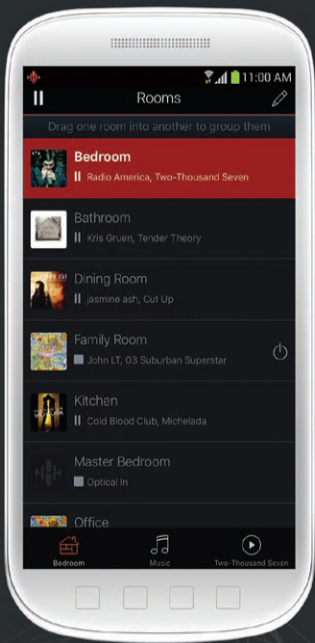 11:00 AM
Rooms
Drag one room into another to group them
Bedroom
Radio America, Two-Thousand Seven
Bathroom
Kris Gruen, Tender Theory
Dining Room
jasmine ash, Cut Up
Family Room
John LT, 03 Suburban Superstar
Kitchen
Cold Blood Club, Michelada
Master Bedroom
Optical In
Office
Bedroom
Music
Two-Thousand Seven